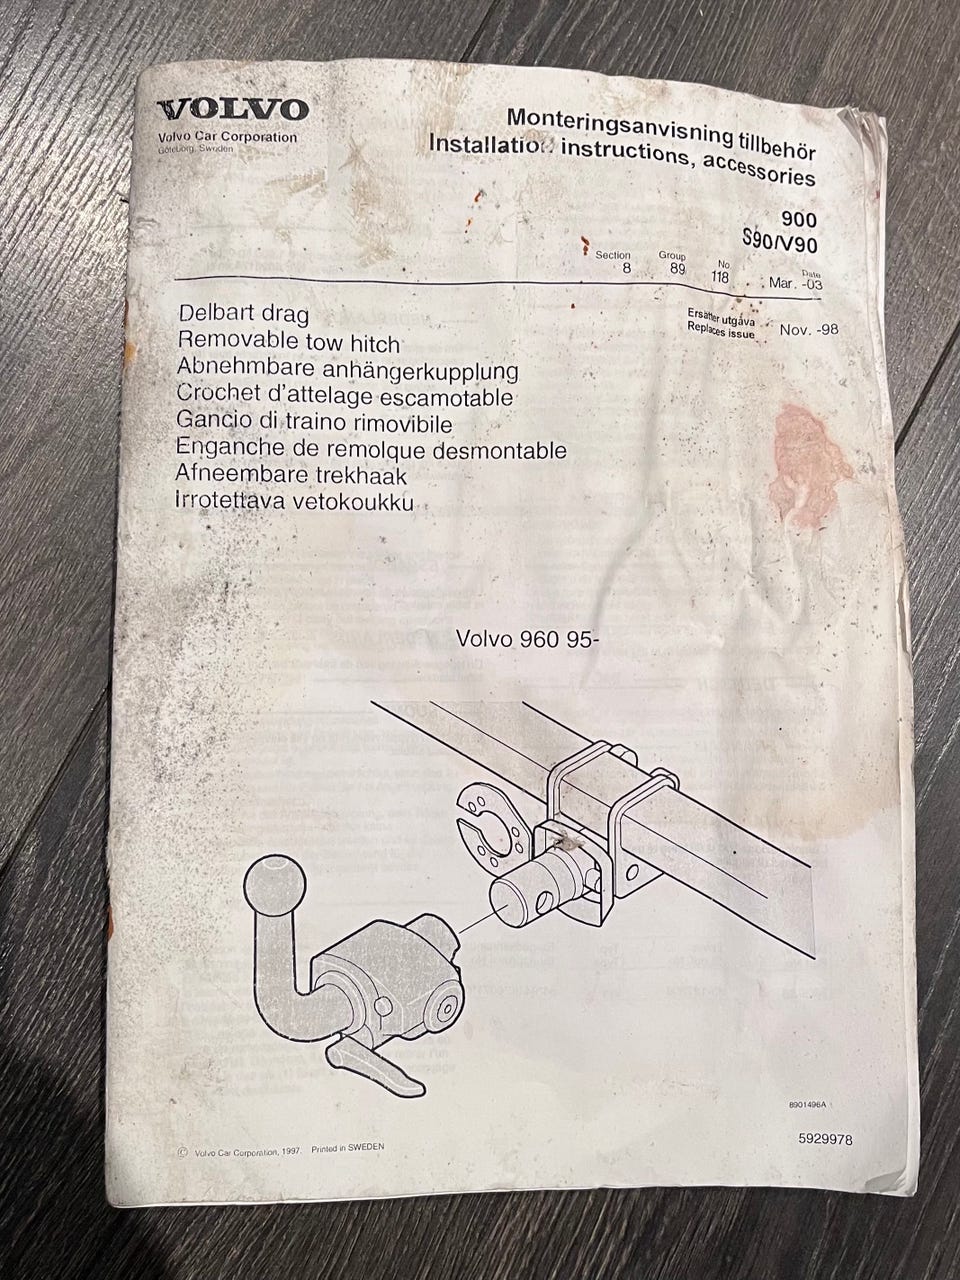 VOLVO
Volvo Car Corporation
Göteborg, Sweden
Monteringsanvisning tillbehör
Installation instructions, accessories
900
S90/V90
Section
8
Group
89
No
118
Date
Mar. -03
Ersätter utgåva
Replaces issue
Nov. -98
Delbart drag
Removable tow hitch
Abnehmbare anhängerkupplung
Crochet d'attelage escamotable
Gancio di traino rimovibile
Enganche de remolque desmontable
Afneembare trekhaak
Irrotettava vetokoukku
Volvo 960 95-
8901496A
5929978
© Volvo Car Corporation, 1997. Printed in SWEDEN